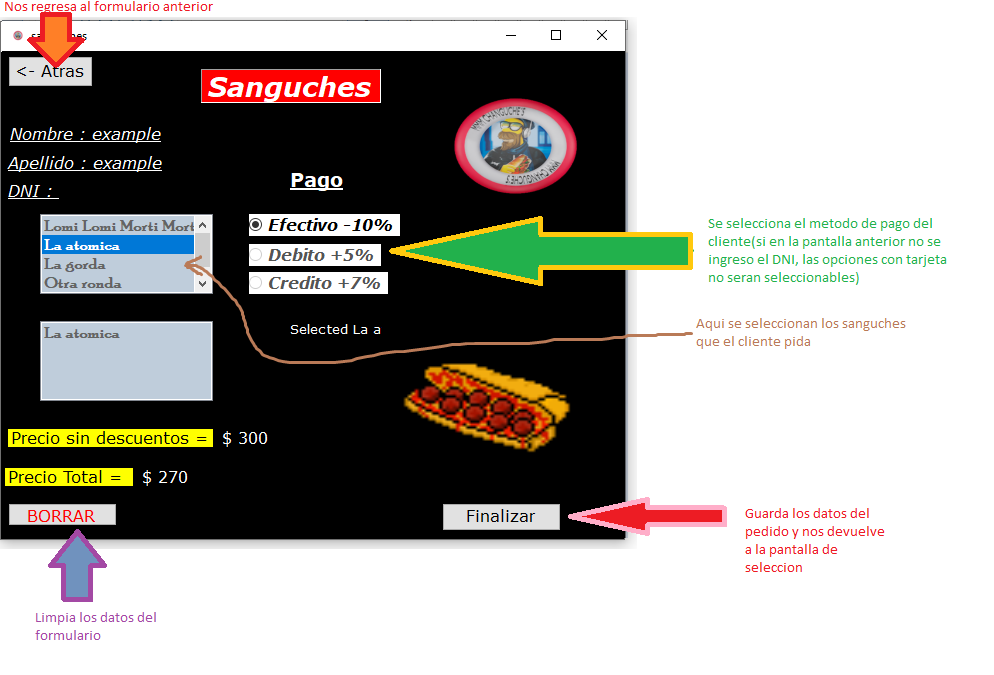 Nos regresa al formulario anterior
<- Atras
Sanguches
Nombre : example
Apellido : example
DNI :
Pago
Lomi Lomi Morti Mort
La atomica
La gorda
Otra ronda
Efectivo -10%
Debito +5%
Credito +7%
Se selecciona el metodo de pago del
cliente(si en la pantalla anterior no se
ingreso el DNI, las opciones con tarjeta
no seran seleccionables)
Selected La a
Aqui se seleccionan los sanguches
que el cliente pida
La atomica
Precio sin descuentos = $ 300
Precio Total = $ 270
BORRAR
Finalizar
Guarda los datos del
pedido y nos devuelve
a la pantalla de
seleccion
Limpia los datos del
formulario